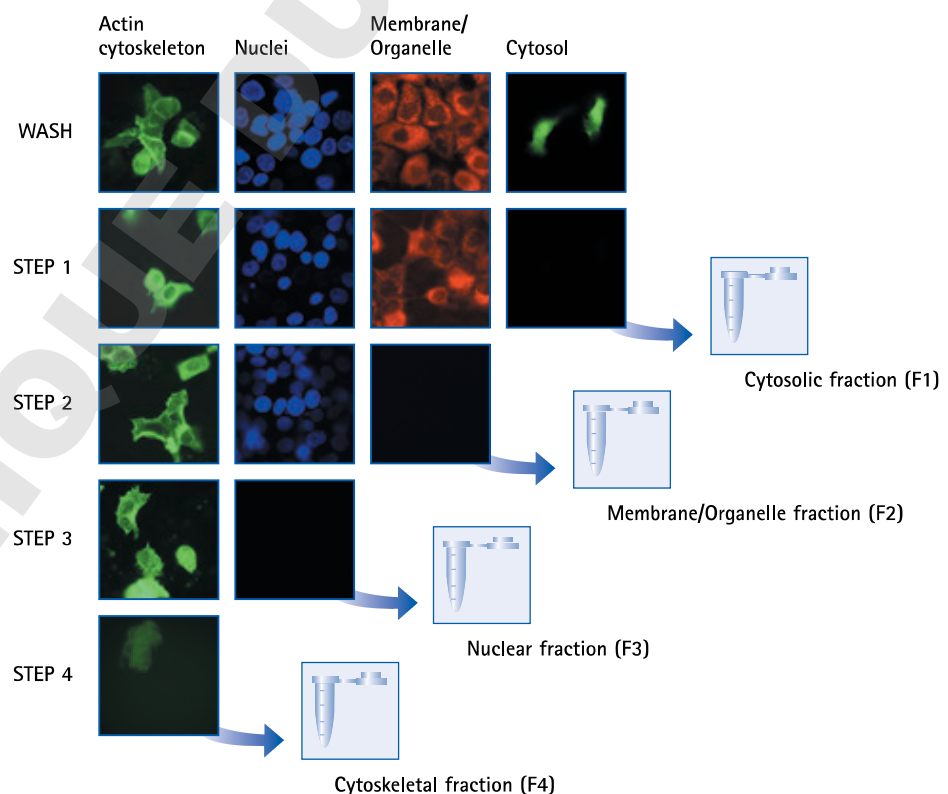 Actin
cytoskeleton
Nuclei
Membrane/
Organelle
Cytosol
WASH
STEP 1
Cytosolic fraction (F1)
STEP 2
Membrane/Organelle fraction (F2)
STEP 3
Nuclear fraction (F3)
STEP 4
Cytoskeletal fraction (F4)